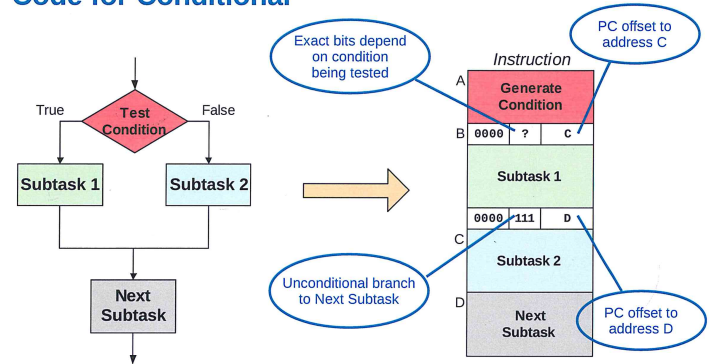 Code for Conditional
True
False
Test
Condition
Subtask 1
Subtask 2
Next
Subtask
Exact bits depend
on condition
being tested
PC offset to
address C
Instruction
A
Generate
Condition
B
0000 ? C
Subtask 1
0000 111 D
C
Subtask 2
Unconditional branch
to Next Subtask
D
Next
Subtask
PC offset to
address D